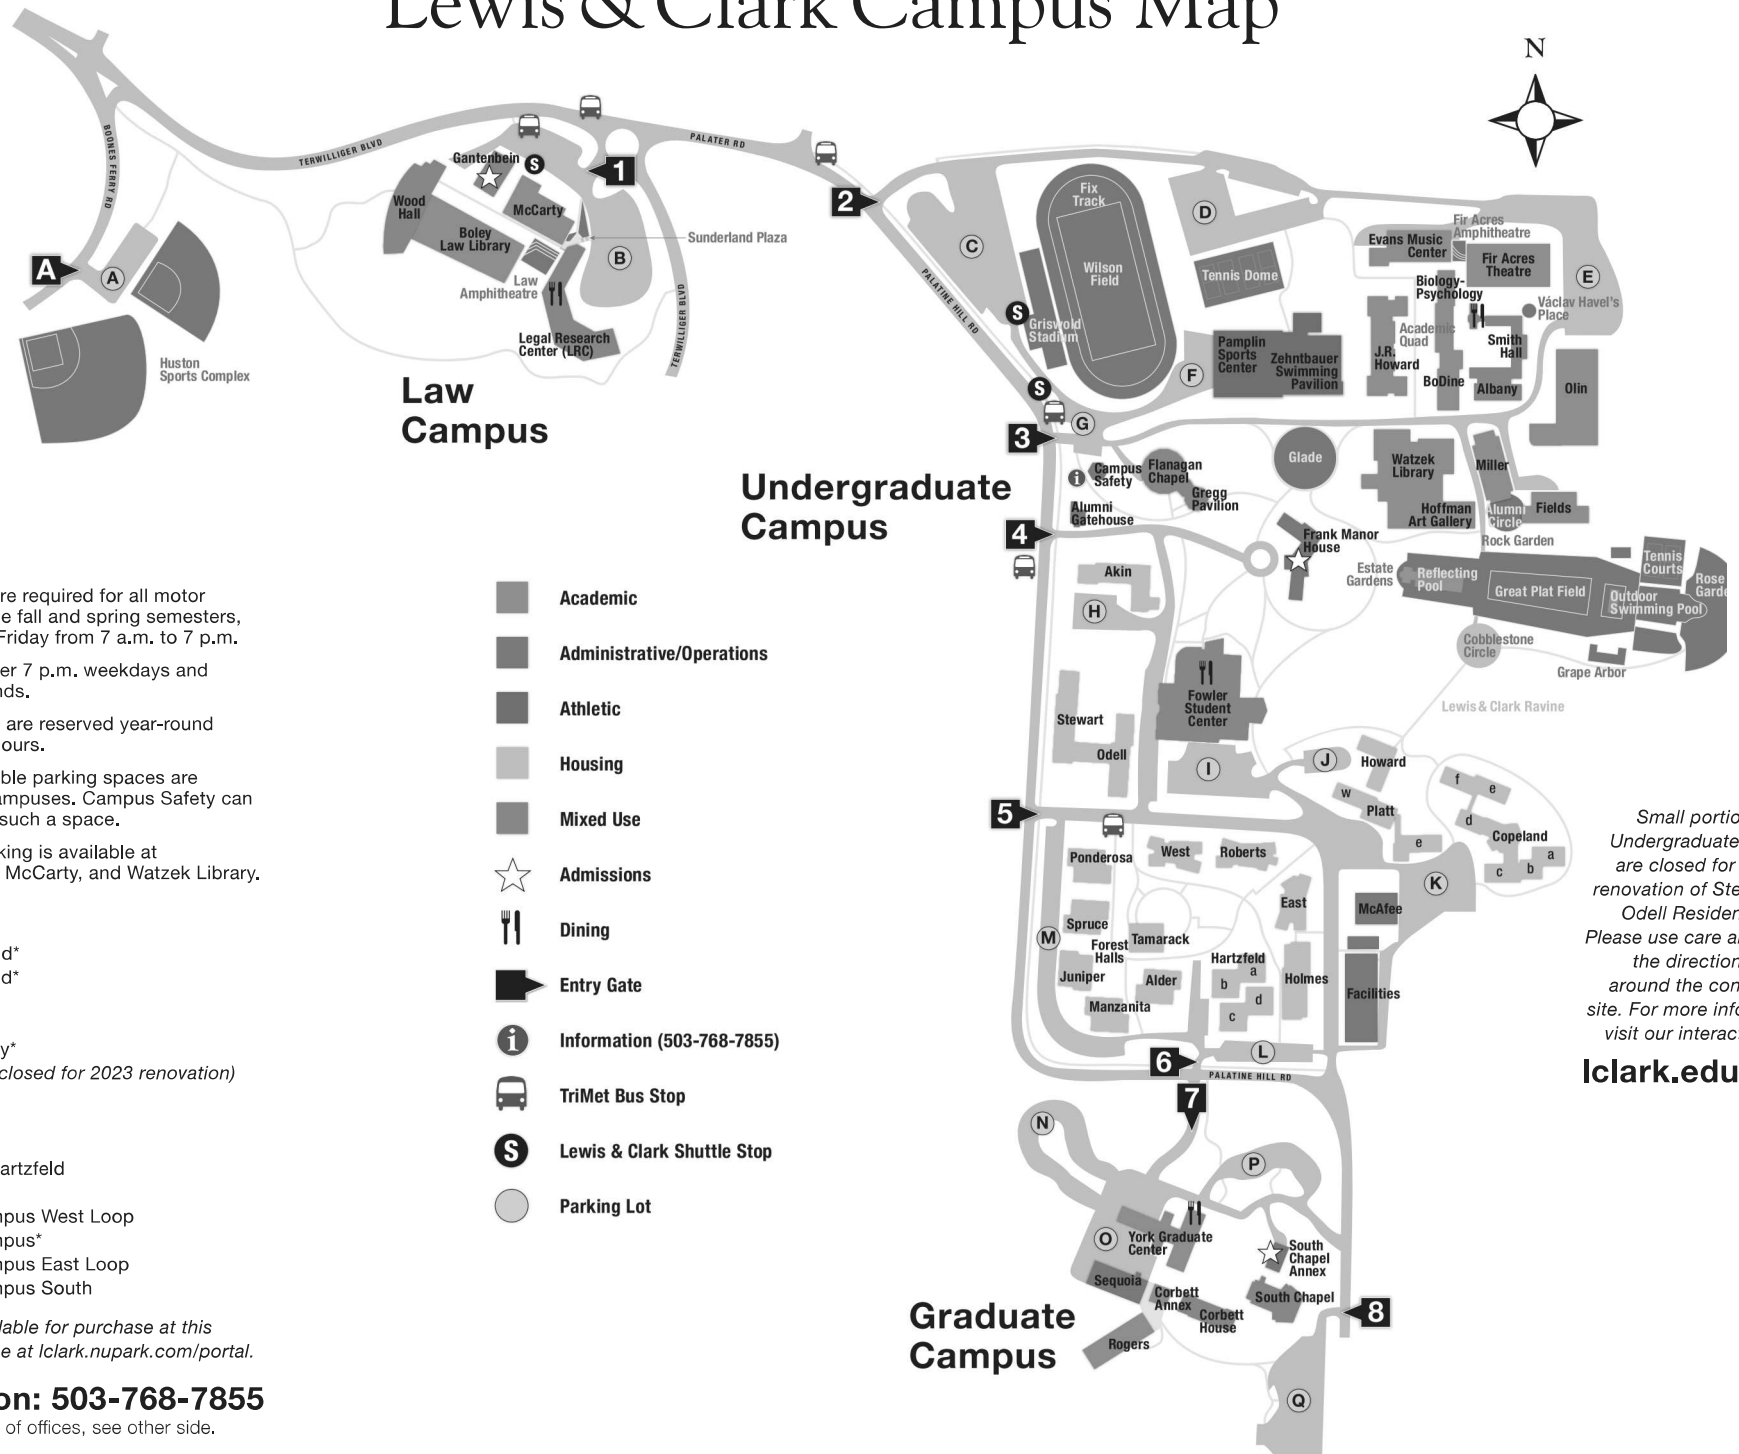 Lewis & Clark Campus Map
N
BOONES FERRY RD
TERWILLIGER BLVD
PALATER RD
Gantenbein
S
1
2
Wood
Hall
McCarty
Boley
Law Library
Sunderland Plaza
B
Law
Amphitheatre
Legal Research
Center (LRC)
TERWILLIGER BLVD
A
A
Huston
Sports Complex
Law
Campus
PALATINE HILL RD
C
Fix
Track
Wilson
Field
D
Tennis Dome
S
Griswold
Stadium
Evans Music
Center
Fir Acres
Amphitheatre
Fir Acres
Theatre
E
Biology-
Psychology
Václav Havel's
Place
Academic
Quad
Smith
Hall
J.R.
Howard
BoDine
Albany
Olin
Pamplin
Sports
Center
Zehntbauer
Swimming
Pavilion
F
S
G
3
Undergraduate
Campus
i
Campus
Safety
Flanagan
Chapel
Gregg
Pavilion
Alumni
Gatehouse
4
Glade
Watzek
Library
Miller
Hoffman
Art Gallery
Alumni
Circle
Fields
Rock Garden
Frank Manor
House
Estate
Gardens
Reflecting
Pool
Great Plat Field
Tennis
Courts
Outdoor
Swimming Pool
Rose
Garde
Cobblestone
Circle
Grape Arbor
Lewis & Clark Ravine
Akin
H
Fowler
Student
Center
Stewart
Odell
I
J
Howard
w
Platt
e
f
e
d
Copeland
a
b
c
5
Ponderosa
West
Roberts
K
East
McAfee
M
Spruce
Forest
Halls
Tamarack
Juniper
Alder
Manzanita
Hartzfeld
a
b
d
c
Holmes
Facilities
L
6
PALATINE HILL RD
7
N
P
O
York Graduate
Center
Sequoia
Corbett
Annex
Corbett
House
Rogers
South
Chapel
Annex
South Chapel
8
Q
Graduate
Campus
re required for all motor
e fall and spring semesters,
Friday from 7 a.m. to 7 p.m.
er 7 p.m. weekdays and
nds.
are reserved year-round
ours.
ble parking spaces are
ampuses. Campus Safety can
such a space.
king is available at
McCarty, and Watzek Library.
d*
d*
y*
closed for 2023 renovation)
artzfeld
mpus West Loop
mpus*
mpus East Loop
mpus South
lable for purchase at this
e at lclark.nupark.com/portal.
on: 503-768-7855
of offices, see other side.
Academic
Administrative/Operations
Athletic
Housing
Mixed Use
Admissions
Dining
Entry Gate
i Information (503-768-7855)
TriMet Bus Stop
S Lewis & Clark Shuttle Stop
Parking Lot
Small portio
Undergraduate
are closed for
renovation of Ste
Odell Residen
Please use care a
the direction
around the con
site. For more info
visit our interac
lclark.edu